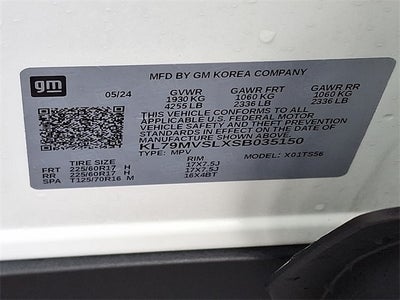 gm
MFD BY GM KOREA COMPANY
05/24 GVWR GAWR FRT GAWR RR
1930 KG 1060 KG 1060 KG
4255 LB 2336 LB 2336 LB
THIS VEHICLE CONFORMS TO ALL
APPLICABLE U.S. FEDERAL MOTOR
VEHICLE SAFETY AND THEFT PREVENTION
STANDARDS IN EFFECT ON THE DATE OF
MANUFACTURE SHOWN ABOVE.
KL79MVSLXSB035150
TYPE: MPV MODEL: X01TS56
TIRE SIZE RIM
FRT 225/60R17 H 17X7.5J
RR 225/60R17 H 17X7.5J
SPA T125/70R16 M 16X4BT